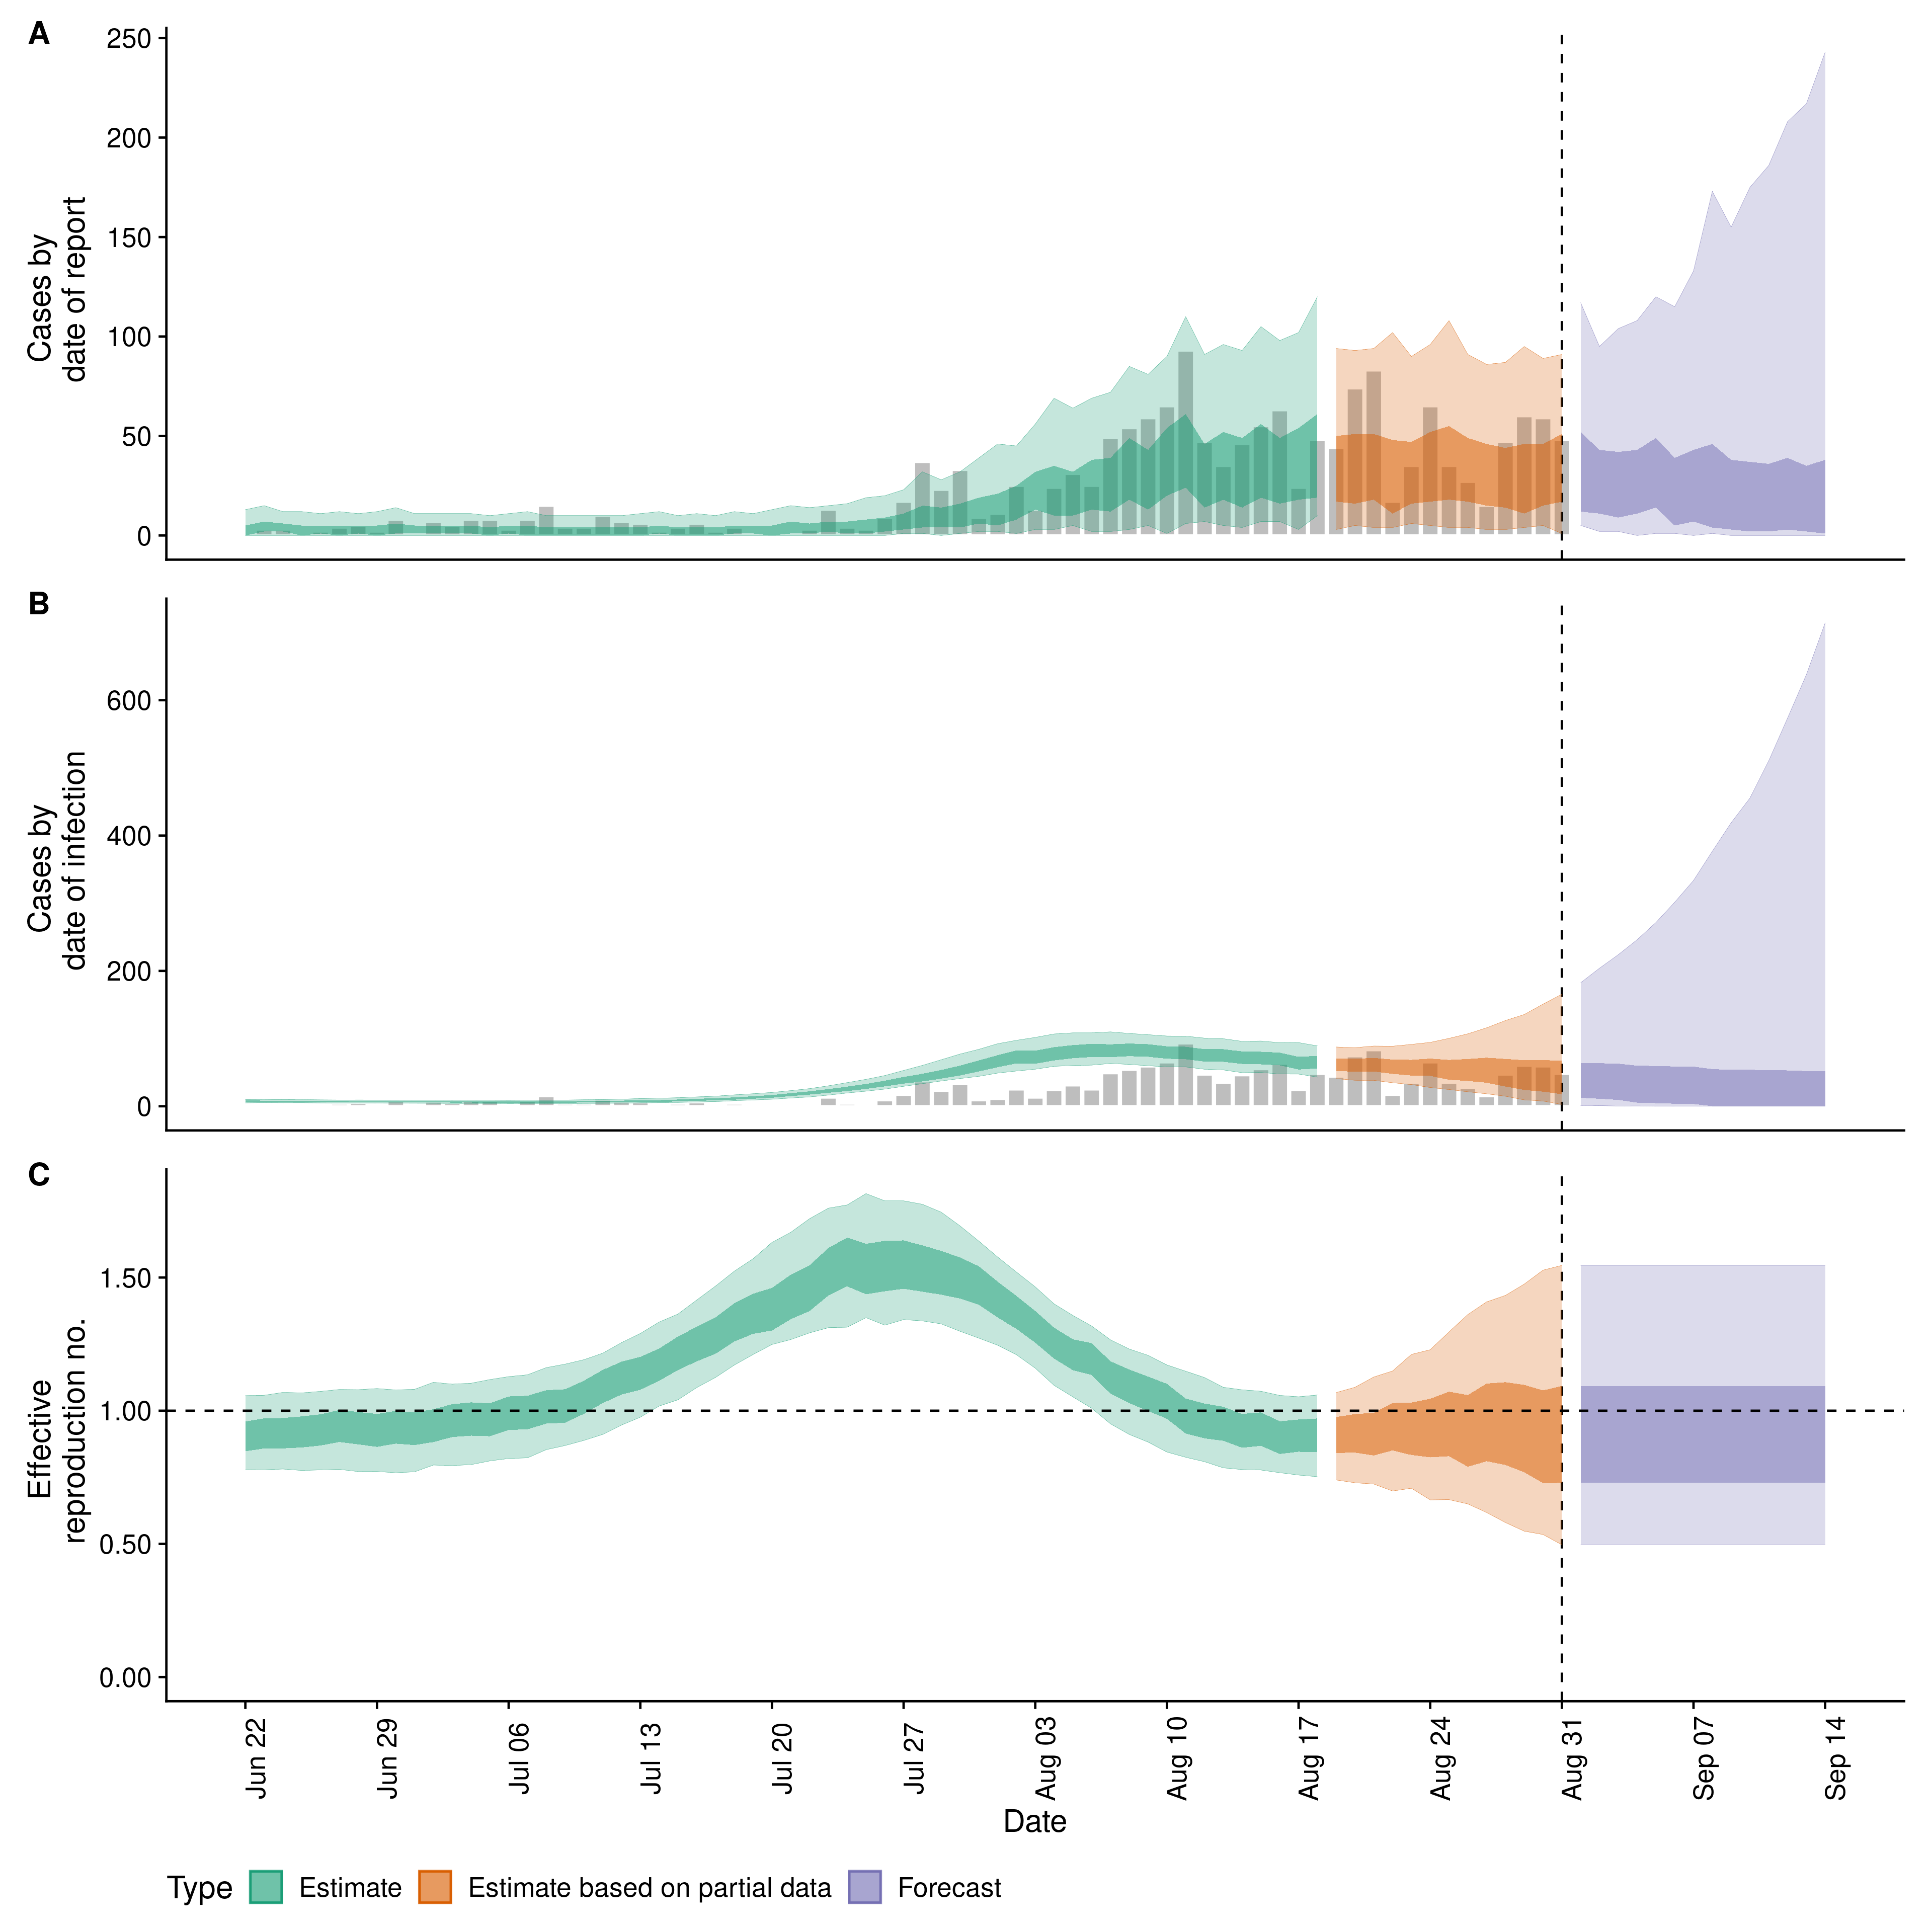 A
250
200
150
100
50
0
Cases by
date of report
B
600
400
200
0
Cases by
date of infection
C
1.50
1.00
0.50
0.00
Effective
reproduction no.
Jun 22
Jun 29
Jul 06
Jul 13
Jul 20
Jul 27
Aug 03
Aug 10
Aug 17
Aug 24
Aug 31
Sep 07
Sep 14
Date
Type Estimate Estimate based on partial data Forecast